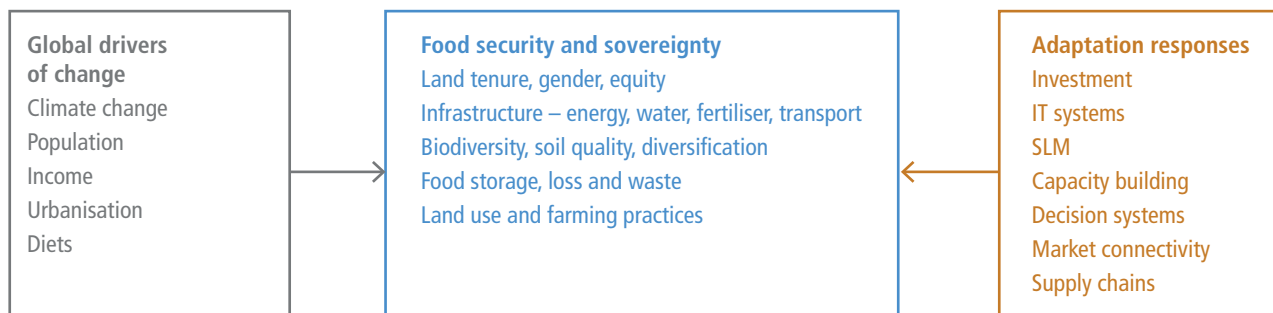 Global drivers
of change
Climate change
Population
Income
Urbanisation
Diets
Food security and sovereignty
Land tenure, gender, equity
Infrastructure – energy, water, fertiliser, transport
Biodiversity, soil quality, diversification
Food storage, loss and waste
Land use and farming practices
Adaptation responses
Investment
IT systems
SLM
Capacity building
Decision systems
Market connectivity
Supply chains